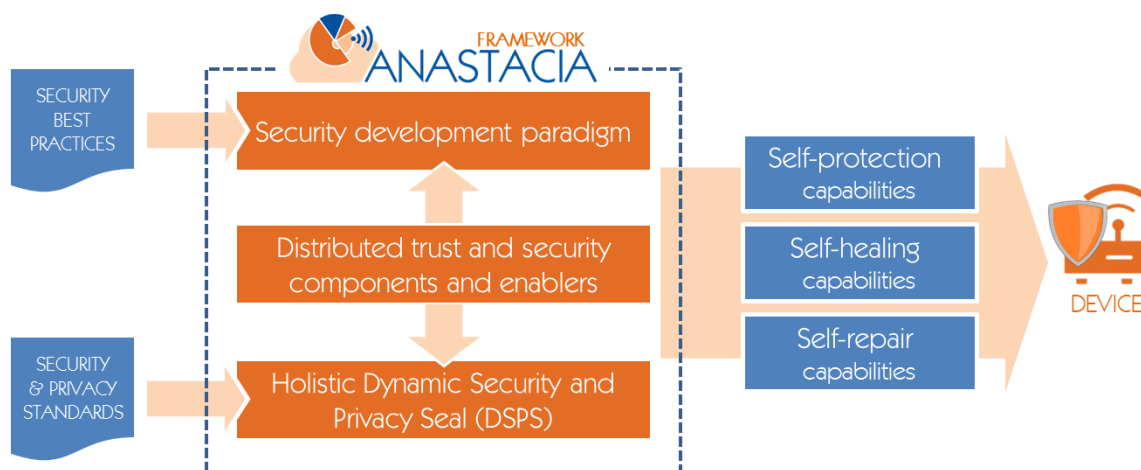 FRAMEWORK
ANASTACIA
SECURITY
BEST
PRACTICES
Security development paradigm
Distributed trust and security
components and enablers
SECURITY
& PRIVACY
STANDARDS
Holistic Dynamic Security and
Privacy Seal (DSPS)
Self-protection
capabilities
Self-healing
capabilities
Self-repair
capabilities
DEVICE